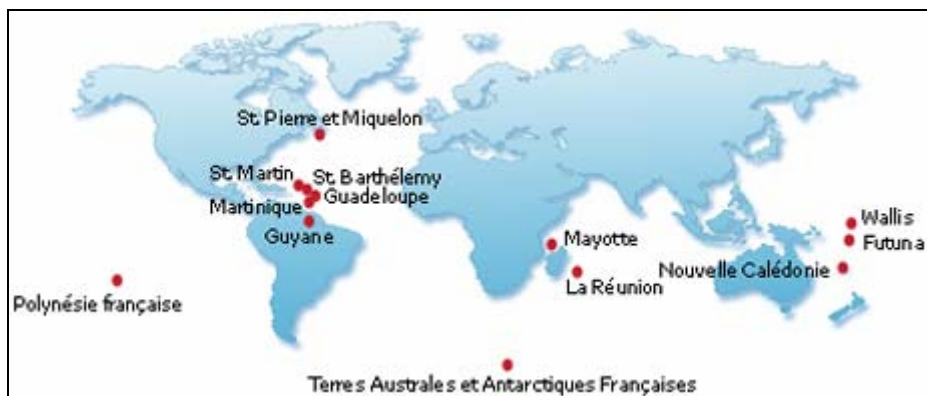 St. Pierre et Miquelon
St. Martin
St. Barthélemy
Guadeloupe
Martinique
Guyane
Wallis
Mayotte
Futuna
Nouvelle Calédonie
La Réunion
Polynésie française
Terres Australes et Antarctiques Françaises